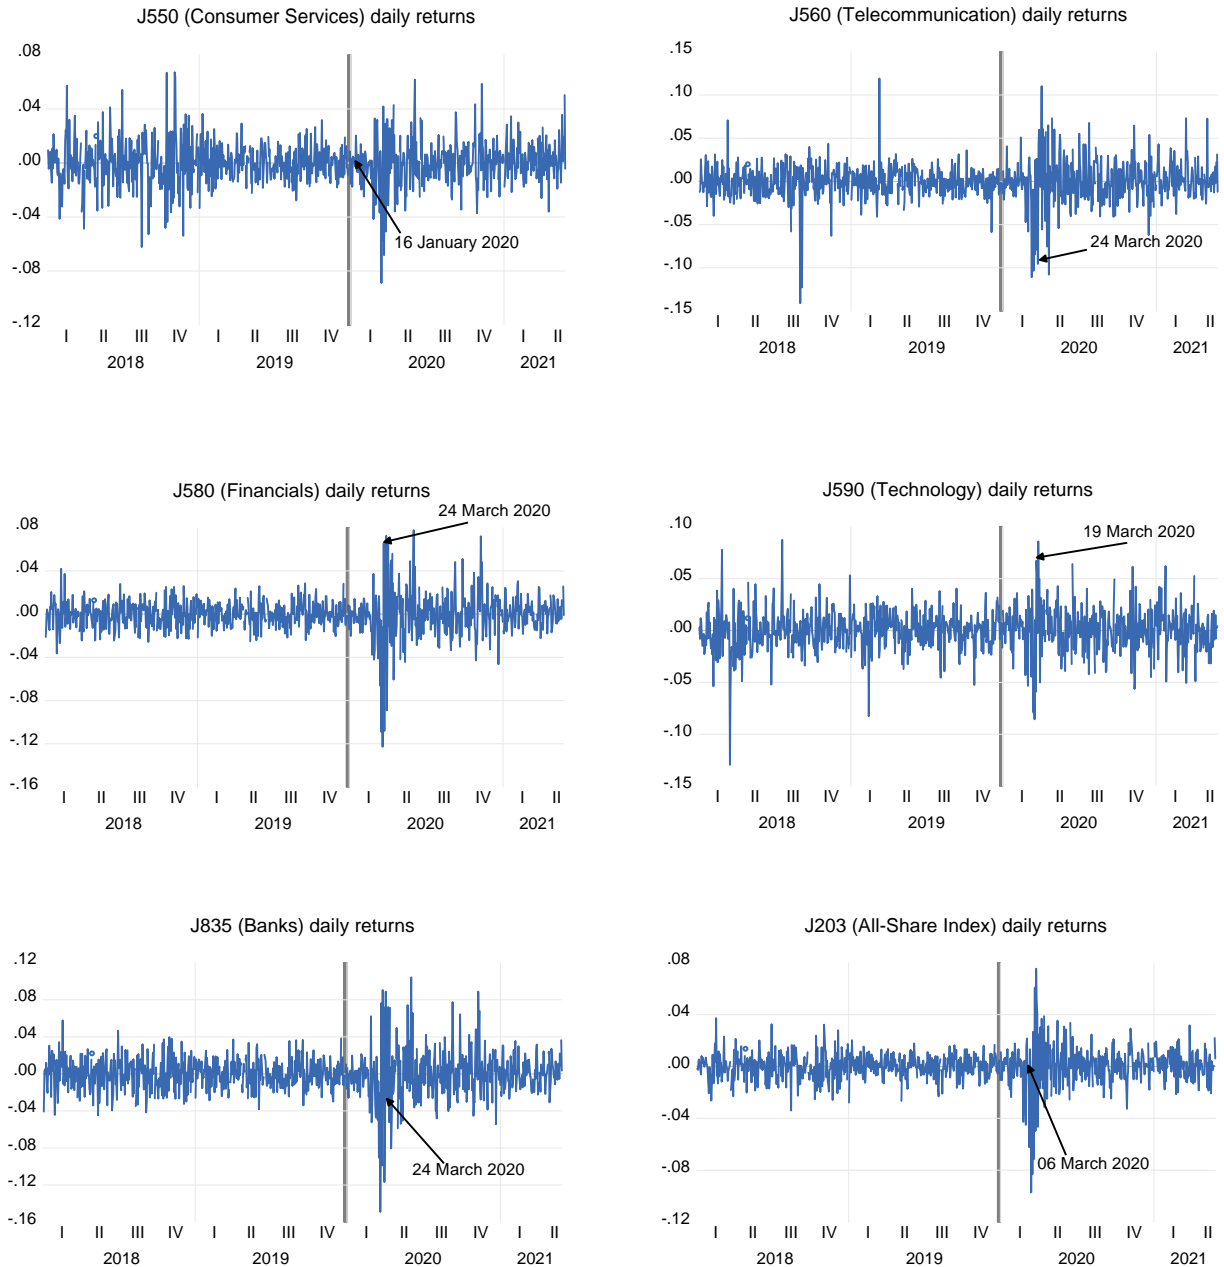 J550 (Consumer Services) daily returns
.08
.04
.00
-.04
-.08
-.12
16 January 2020
I II III IV I II III IV I II III IV I II
2018 2019 2020 2021
J560 (Telecommunication) daily returns
.15
.10
.05
.00
-.05
-.10
-.15
24 March 2020
I II III IV I II III IV I II III IV I II
2018 2019 2020 2021
J580 (Financials) daily returns
24 March 2020
.08
.04
.00
-.04
-.08
-.12
-.16
I II III IV I II III IV I II III IV I II
2018 2019 2020 2021
J590 (Technology) daily returns
.10
19 March 2020
.05
.00
-.05
-.10
-.15
I II III IV I II III IV I II III IV I II
2018 2019 2020 2021
J835 (Banks) daily returns
.12
.08
.04
.00
-.04
-.08
24 March 2020
-.12
-.16
I II III IV I II III IV I II III IV I II
2018 2019 2020 2021
J203 (All-Share Index) daily returns
.08
.04
.00
-.04
06 March 2020
-.08
-.12
I II III IV I II III IV I II III IV I II
2018 2019 2020 2021